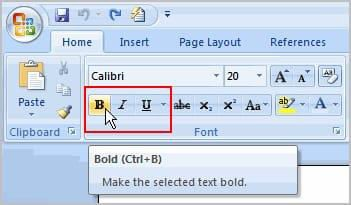 Home Insert Page Layout References
Calibri 20 A A
Paste B I U abc x₂ x² Aa ab A
Clipboard Font
Bold (Ctrl+B)
Make the selected text bold.